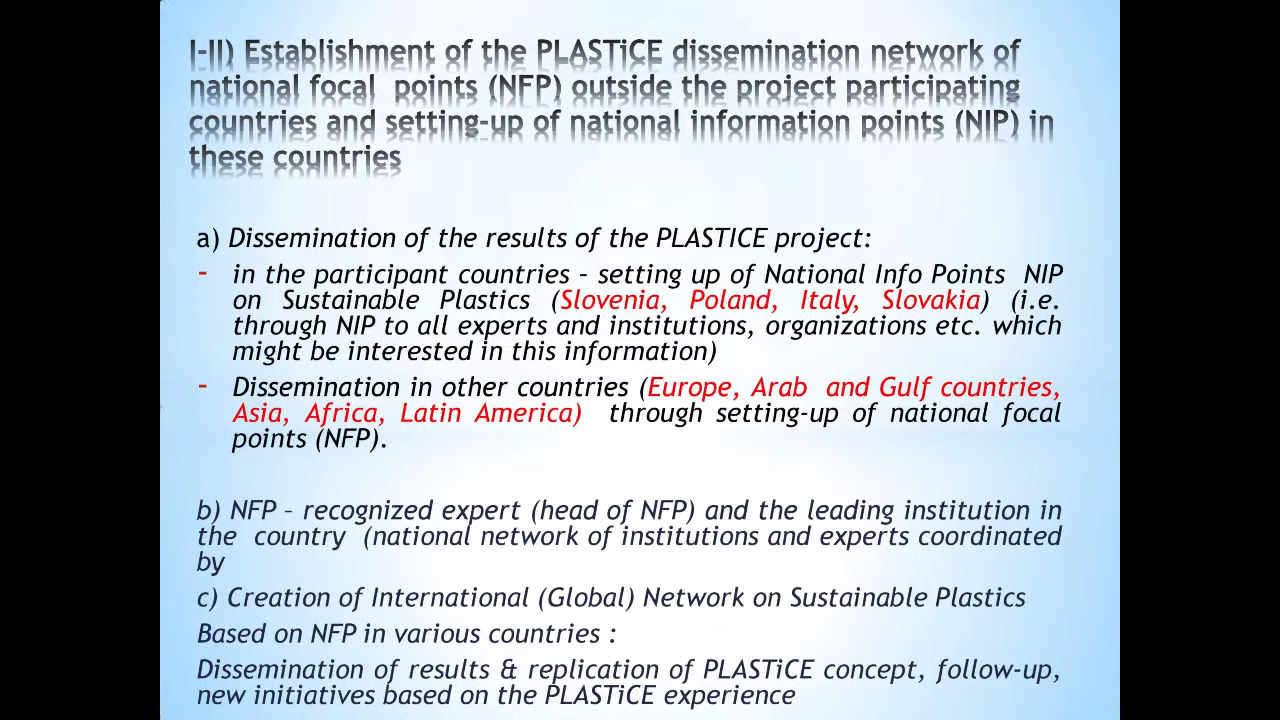 I-II) Establishment of the PLASTiCE dissemination network of
national focal points (NFP) outside the project participating
countries and setting-up of national information points (NIP) in
these countries
a) Dissemination of the results of the PLASTICE project:
- in the participant countries – setting up of National Info Points NIP
on Sustainable Plastics (Slovenia, Poland, Italy, Slovakia) (i.e.
through NIP to all experts and institutions, organizations etc. which
might be interested in this information)
- Dissemination in other countries (Europe, Arab and Gulf countries,
Asia, Africa, Latin America) through setting-up of national focal
points (NFP).
b) NFP – recognized expert (head of NFP) and the leading institution in
the country (national network of institutions and experts coordinated
by
c) Creation of International (Global) Network on Sustainable Plastics
Based on NFP in various countries :
Dissemination of results & replication of PLASTiCE concept, follow-up,
new initiatives based on the PLASTiCE experience